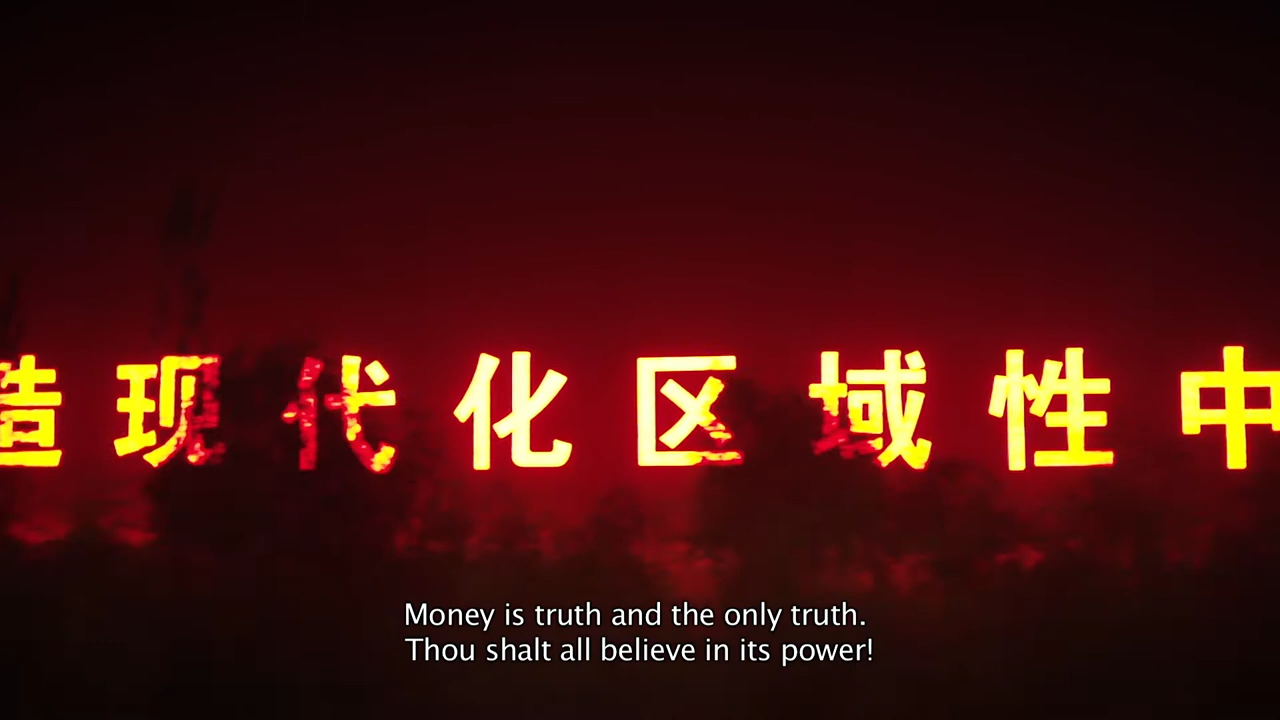 造现代化区域性中
Money is truth and the only truth.
Thou shalt all believe in its power!